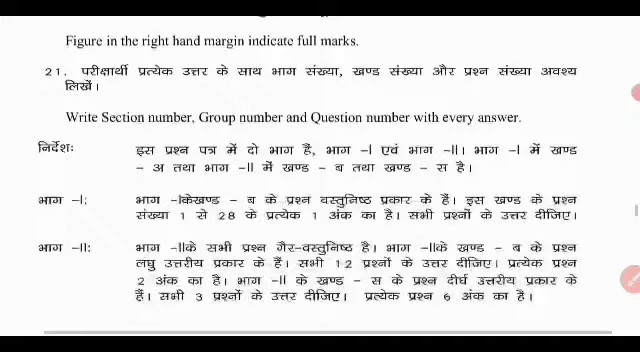 Figure in the right hand margin indicate full marks.
21. परीक्षार्थी प्रत्येक उत्तर के साथ भाग संख्या, खण्ड संख्या और प्रश्न संख्या अवश्य
लिखें।
Write Section number, Group number and Question number with every answer.
निर्देशः इस प्रश्न पत्र में दो भाग हैं, भाग -I एवं भाग -II। भाग -I में खण्ड
- अ तथा भाग -II में खण्ड - ब तथा खण्ड - स है।
भाग -I: भाग -Iकेखण्ड - ब के प्रश्न वस्तुनिष्ठ प्रकार के हैं। इस खण्ड के प्रश्न
संख्या 1 से 28 के प्रत्येक 1 अंक का है। सभी प्रश्नों के उत्तर दीजिए।
भाग -II: भाग -IIके सभी प्रश्न गैर-वस्तुनिष्ठ है। भाग -IIके खण्ड - ब के प्रश्न
लघु उत्तरीय प्रकार के हैं। सभी 12 प्रश्नों के उत्तर दीजिए। प्रत्येक प्रश्न
2 अंक का है। भाग -II के खण्ड - स के प्रश्न दीर्घ उत्तरीय प्रकार के
हैं। सभी 3 प्रश्नों के उत्तर दीजिए। प्रत्येक प्रश्न 6 अंक का है।